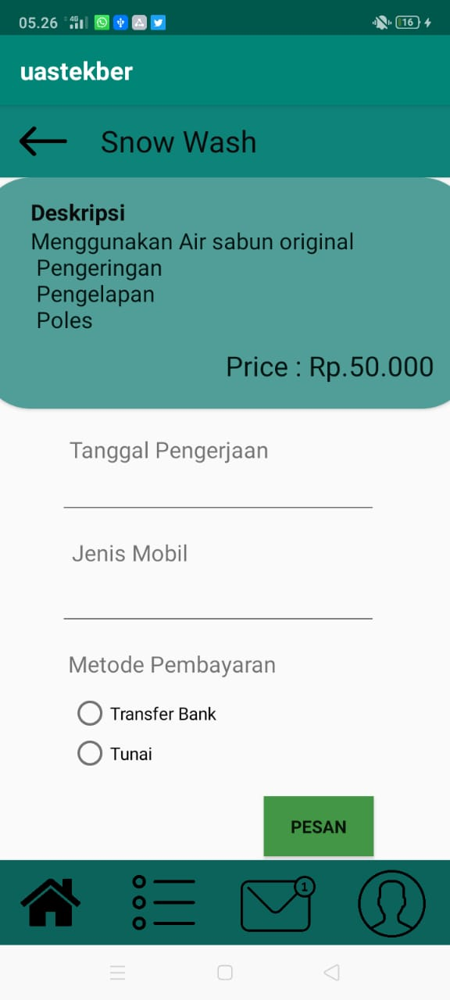 05.26 4G 16
uastekber
Snow Wash
Deskripsi
Menggunakan Air sabun original
Pengeringan
Pengelapan
Poles
Price : Rp.50.000
Tanggal Pengerjaan
Jenis Mobil
Metode Pembayaran
Transfer Bank
Tunai
PESAN
1